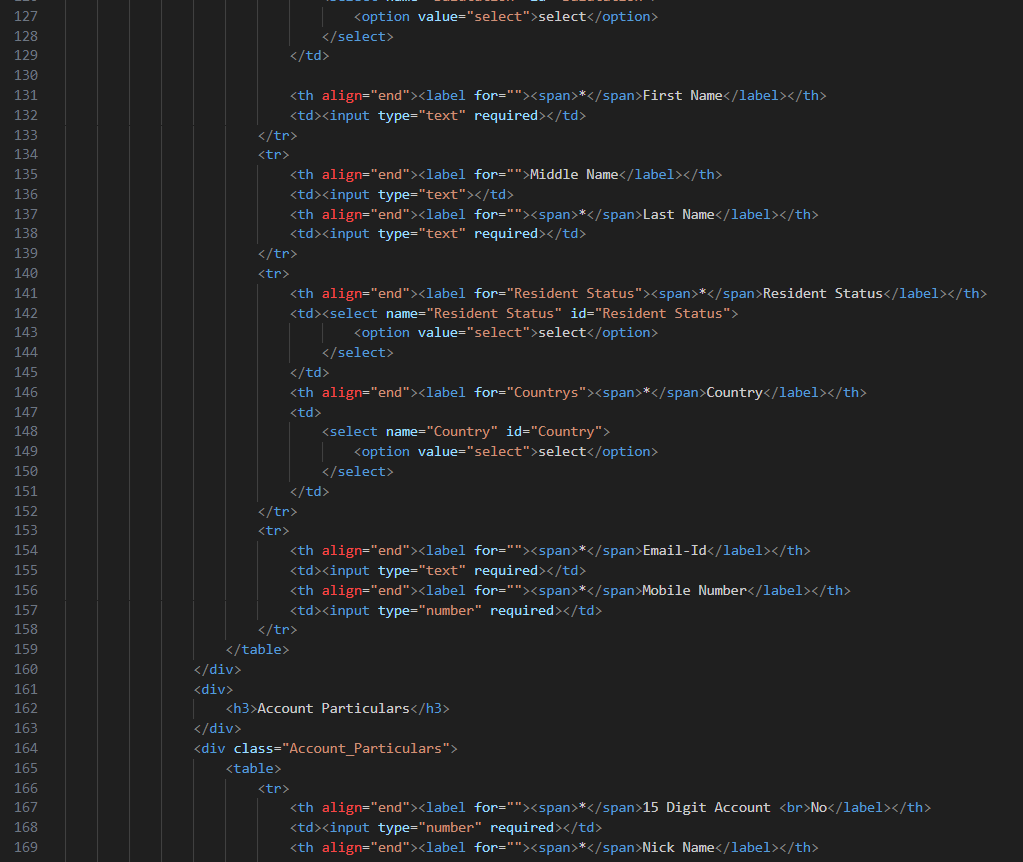 127 <option value="select">select</option>
128 </select>
129 </td>
130
131 <th align="end"><label for=""><span>*</span>First Name</label></th>
132 <td><input type="text" required></td>
133 </tr>
134 <tr>
135 <th align="end"><label for="">Middle Name</label></th>
136 <td><input type="text"></td>
137 <th align="end"><label for=""><span>*</span>Last Name</label></th>
138 <td><input type="text" required></td>
139 </tr>
140 <tr>
141 <th align="end"><label for="Resident Status"><span>*</span>Resident Status</label></th>
142 <td><select name="Resident Status" id="Resident Status">
143 <option value="select">select</option>
144 </select>
145 </td>
146 <th align="end"><label for="Countrys"><span>*</span>Country</label></th>
147 <td>
148 <select name="Country" id="Country">
149 <option value="select">select</option>
150 </select>
151 </td>
152 </tr>
153 <tr>
154 <th align="end"><label for=""><span>*</span>Email-Id</label></th>
155 <td><input type="text" required></td>
156 <th align="end"><label for=""><span>*</span>Mobile Number</label></th>
157 <td><input type="number" required></td>
158 </tr>
159 </table>
160 </div>
161 <div>
162 <h3>Account Particulars</h3>
163 </div>
164 <div class="Account_Particulars">
165 <table>
166 <tr>
167 <th align="end"><label for=""><span>*</span>15 Digit Account <br>No</label></th>
168 <td><input type="number" required></td>
169 <th align="end"><label for=""><span>*</span>Nick Name</label></th>